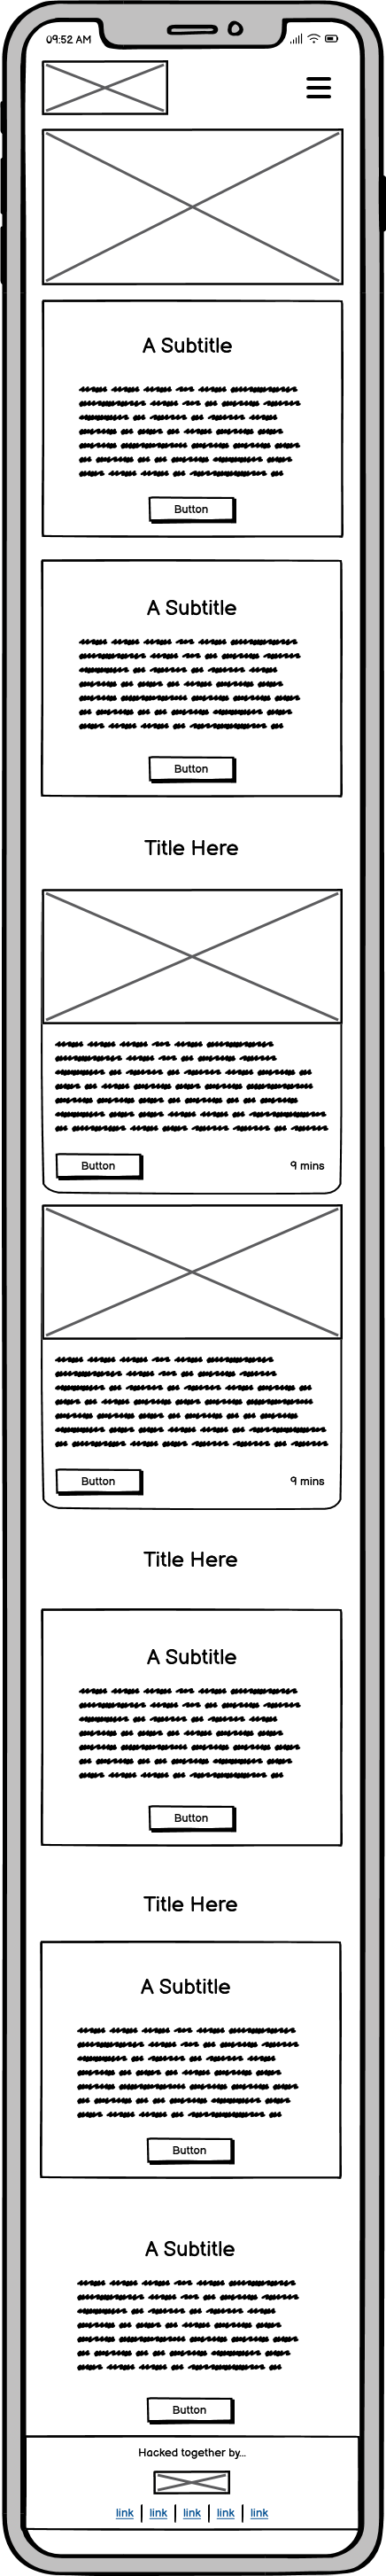 09:52 AM
A Subtitle
Button
A Subtitle
Button
Title Here
Button
9 mins
Button
9 mins
Title Here
A Subtitle
Button
Title Here
A Subtitle
Button
A Subtitle
Button
Hacked together by...
link | link | link | link | link